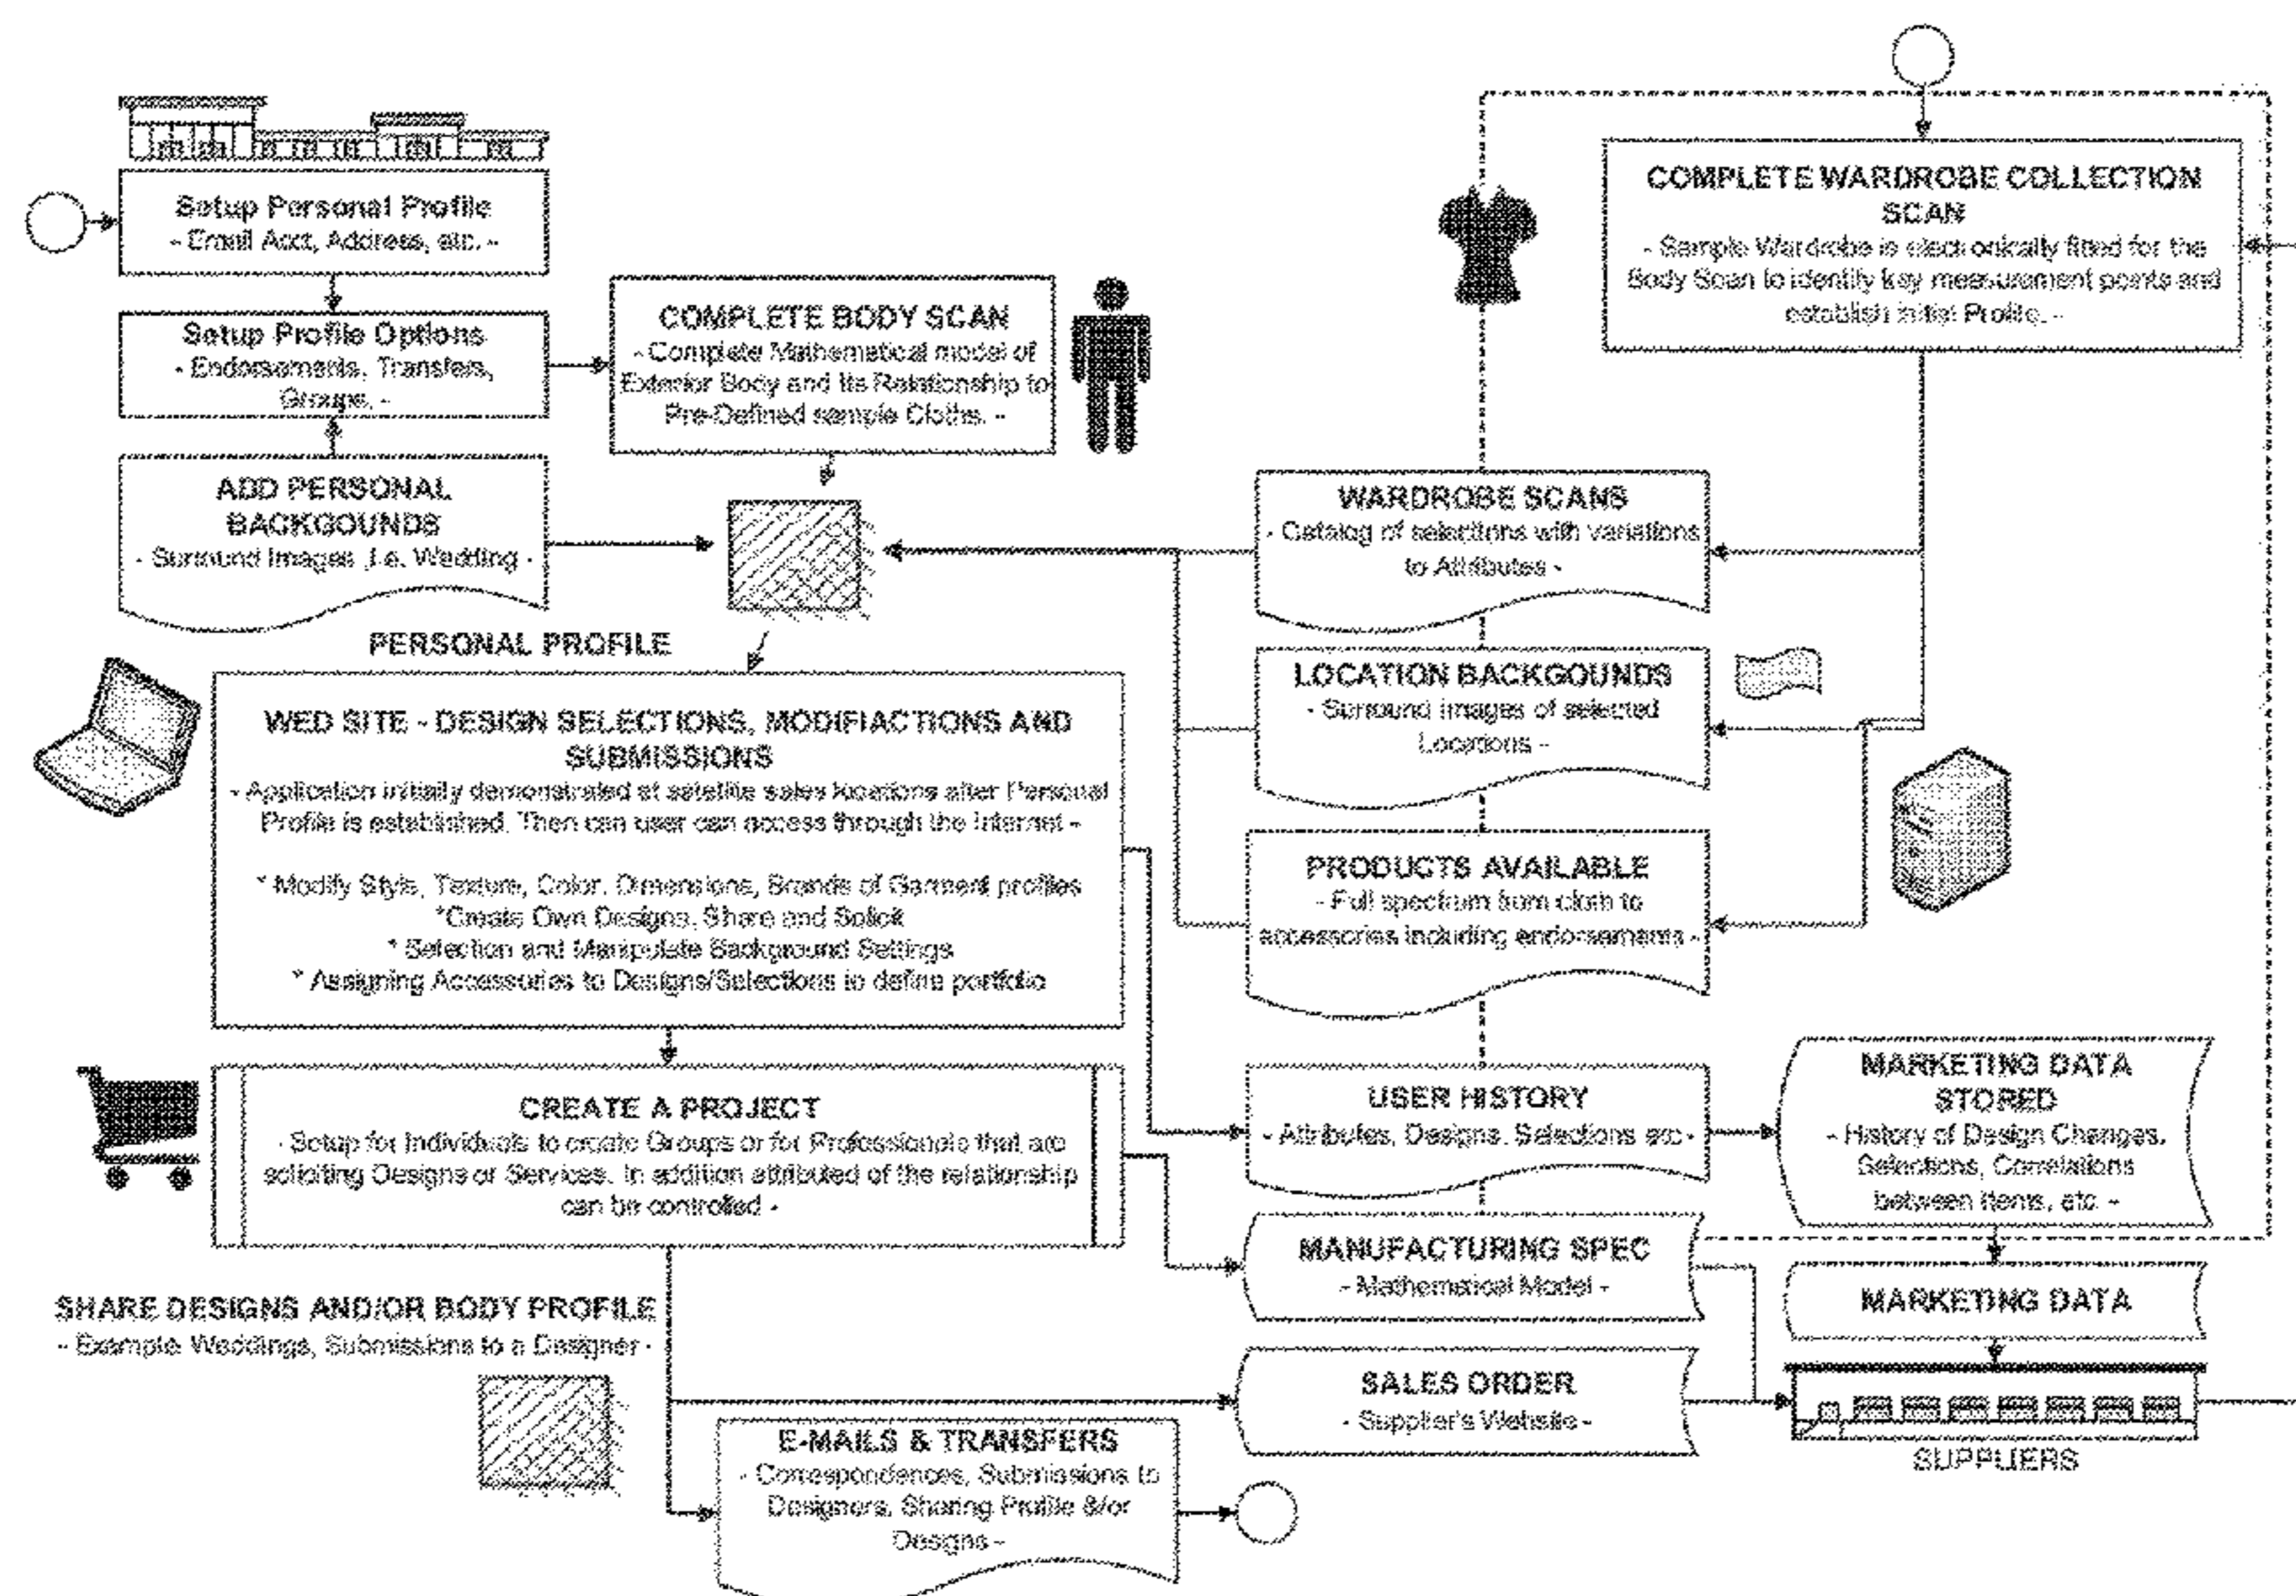 Setup Personal Profile
- Email Acct, Address, etc. -
Setup Profile Options
- Endorsements, Transfers,
Groups. -
ADD PERSONAL
BACKGOUNDS
- Surround Images ,I.e. Wedding -
COMPLETE BODY SCAN
- Complete Mathematical model of
Exterior Body and Its Relationship to
Pre-Defined sample Cloths. -
PERSONAL PROFILE
WED SITE - DESIGN SELECTIONS, MODIFIACTIONS AND
SUBMISSIONS
- Application initially demonstrated at satellite sales locations after Personal
Profile is established. Then can user can access through the Internet -
* Modify Style, Texture, Color, Dimensions, Brands of Garment profiles
*Create Own Designs, Share and Solicit
* Selection and Manipulate Background Settings
* Assigning Accessories to Designs/Selections to define portfolio
CREATE A PROJECT
- Setup for Individuals to create Groups or for Professionals that are
soliciting Designs or Services. In addition attributed of the relationship
can be controlled -
SHARE DESIGNS AND/OR BODY PROFILE
- Example Weddings, Submissions to a Designer -
E-MAILS & TRANSFERS
- Correspondences, Submissions to
Designers, Sharing Profile &/or
Designs -
COMPLETE WARDROBE COLLECTION
SCAN
- Sample Wardrobe is electronically fitted for the
Body Scan to identify key measurement points and
establish initial Profile. -
WARDROBE SCANS
- Catalog of selections with variations
to Attributes -
LOCATION BACKGOUNDS
- Surround Images of selected
Locations -
PRODUCTS AVAILABLE
- Full spectrum from cloth to
accessories including endorsements -
USER HISTORY
- Attributes, Designs, Selections etc -
MARKETING DATA
STORED
- History of Design Changes,
Selections, Correlations
between Items, etc -
MANUFACTURING SPEC
- Mathematical Model -
MARKETING DATA
SALES ORDER
- Supplier's Website -
SUPPLIERS